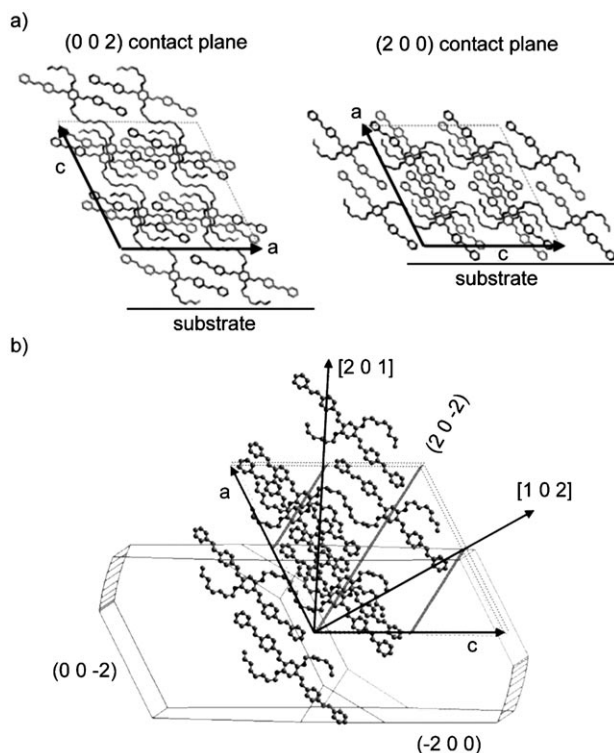 a)
(0 0 2) contact plane
(2 0 0) contact plane
a
c
c
a
substrate
substrate
b)
[2 0 1]
(2 0 -2)
[1 0 2]
a
c
(0 0 -2)
(-2 0 0)